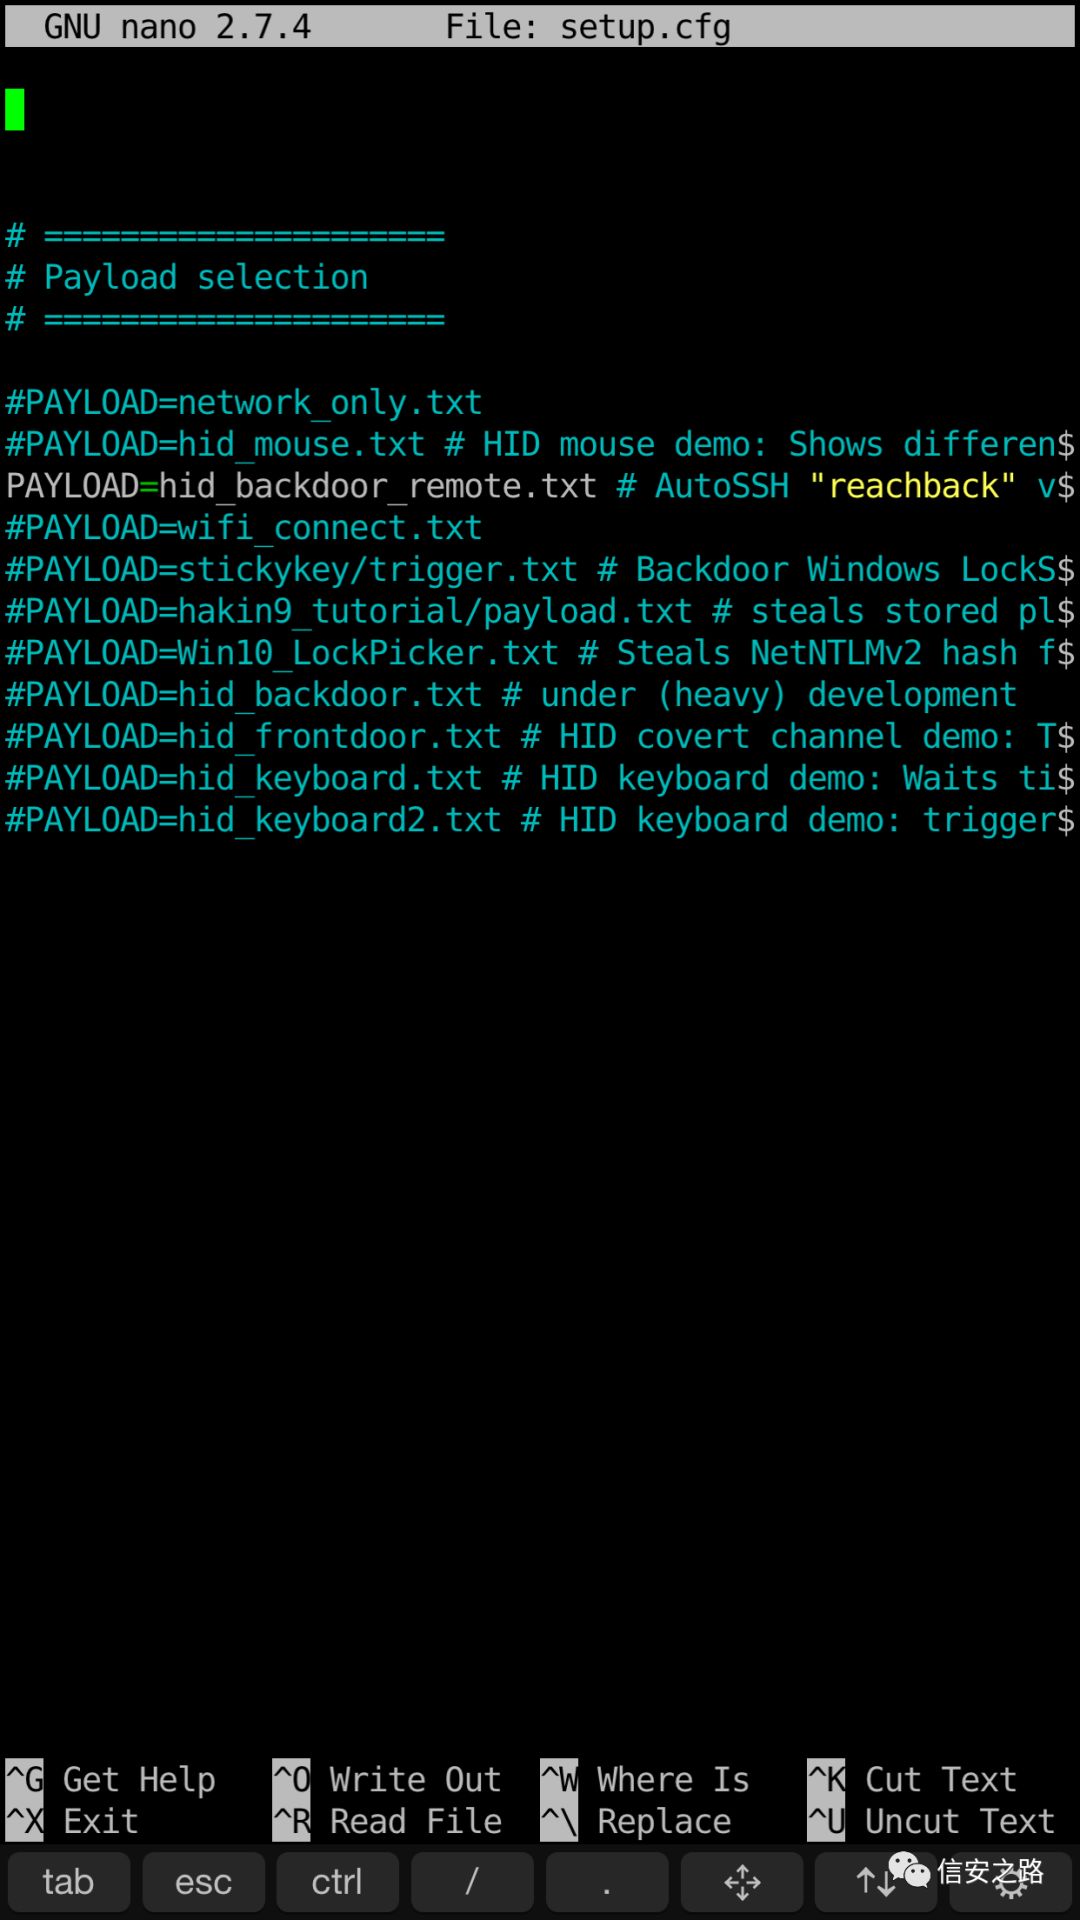 GNU nano 2.7.4 File: setup.cfg
# =====================
# Payload selection
# =====================
#PAYLOAD=network_only.txt
#PAYLOAD=hid_mouse.txt # HID mouse demo: Shows differen$
PAYLOAD=hid_backdoor_remote.txt # AutoSSH "reachback" v$
#PAYLOAD=wifi_connect.txt
#PAYLOAD=stickykey/trigger.txt # Backdoor Windows LockS$
#PAYLOAD=hakin9_tutorial/payload.txt # steals stored pl$
#PAYLOAD=Win10_LockPicker.txt # Steals NetNTLMv2 hash f$
#PAYLOAD=hid_backdoor.txt # under (heavy) development
#PAYLOAD=hid_frontdoor.txt # HID covert channel demo: T$
#PAYLOAD=hid_keyboard.txt # HID keyboard demo: Waits ti$
#PAYLOAD=hid_keyboard2.txt # HID keyboard demo: trigger$
^G Get Help ^O Write Out ^W Where Is ^K Cut Text
^X Exit ^R Read File ^\ Replace ^U Uncut Text
tab esc ctrl / . 信安之路